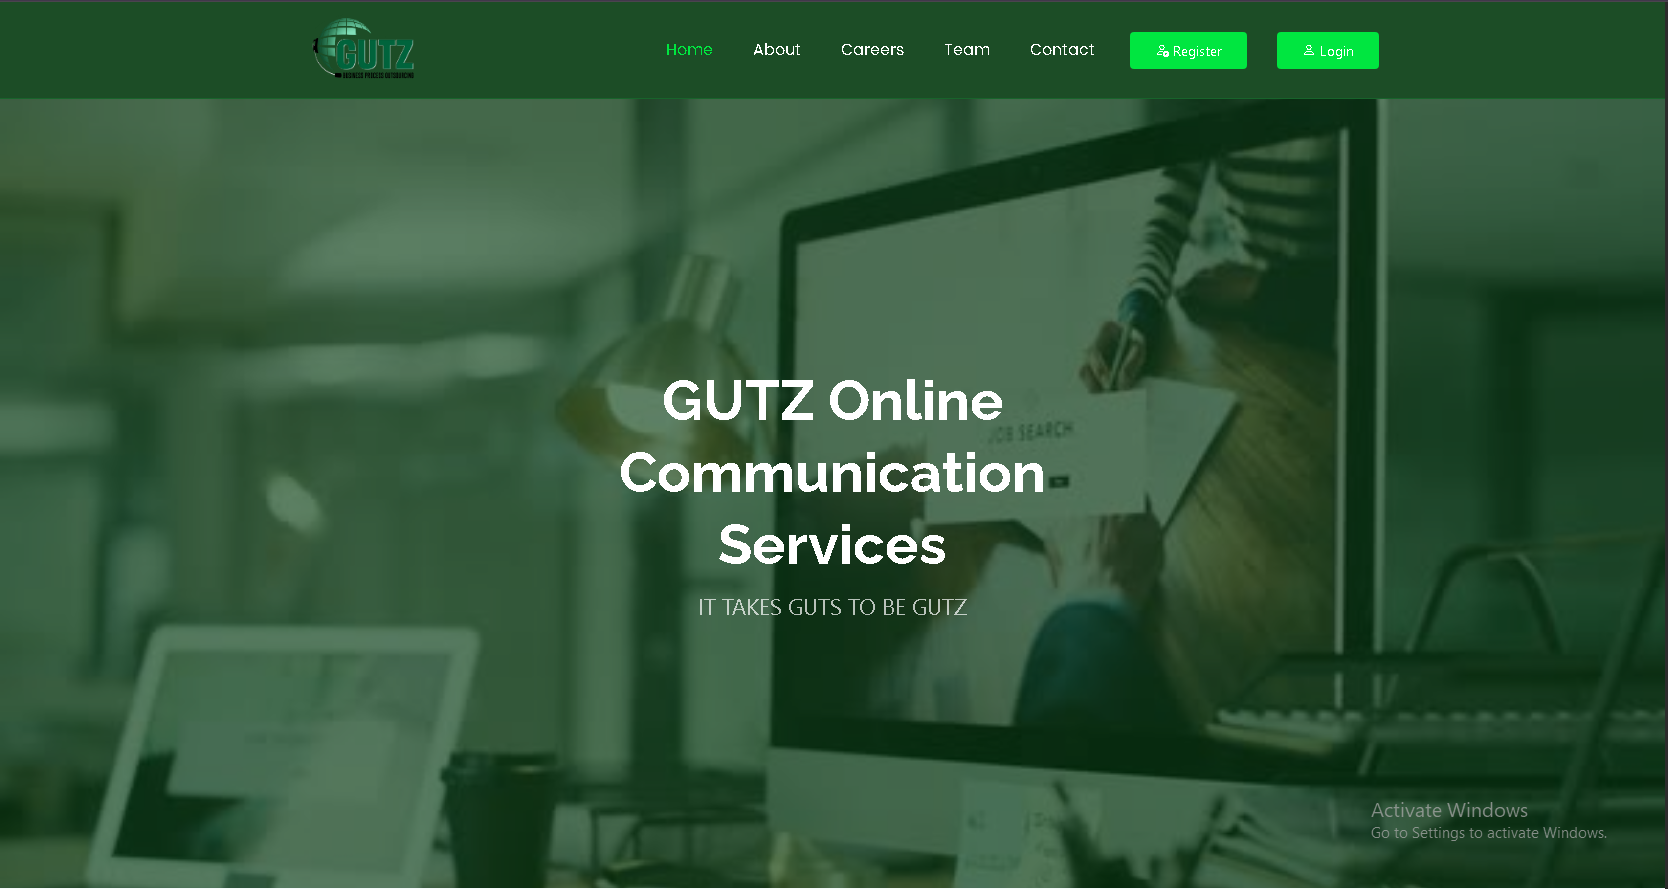 GUTZ
BUSINESS PROCESS OUTSOURCING
Home
About
Careers
Team
Contact
Register
Login
JOB SEARCH
GUTZ Online
Communication
Services
IT TAKES GUTS TO BE GUTZ
Activate Windows
Go to Settings to activate Windows.